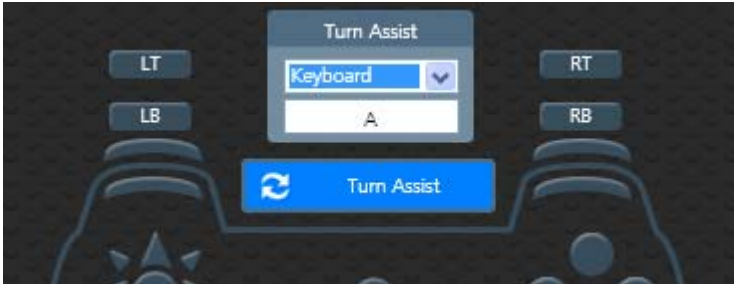 Turn Assist
LT
Keyboard
RT
LB
A
RB
Turn Assist